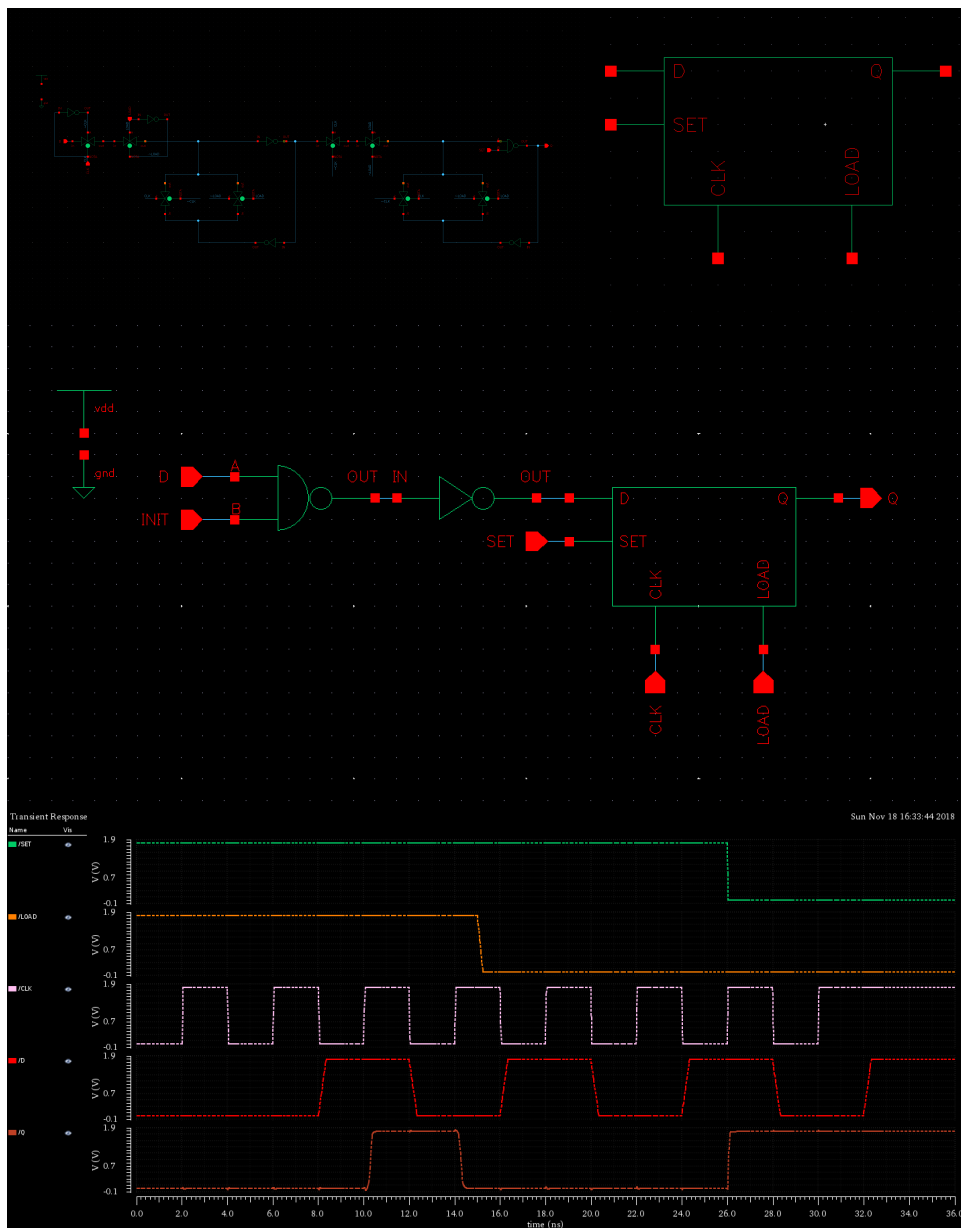 D
Q
SET
CLK
LOAD
vdd
gnd
D
A
INIT
B
OUT
IN
OUT
D
Q
Q
SET
SET
CLK
LOAD
CLK
LOAD
Transient Response
Sun Nov 18 16:33:44 2018
Name Vis
/SET
1.9
V (V)
0.7
-0.1
/LOAD
1.9
V (V)
0.7
-0.1
/CLK
1.9
V (V)
0.7
-0.1
/D
1.9
V (V)
0.7
-0.1
/Q
1.9
V (V)
0.7
-0.1
0.0 2.0 4.0 6.0 8.0 10.0 12.0 14.0 16.0 18.0 20.0 22.0 24.0 26.0 28.0 30.0 32.0 34.0 36.0
time (ns)